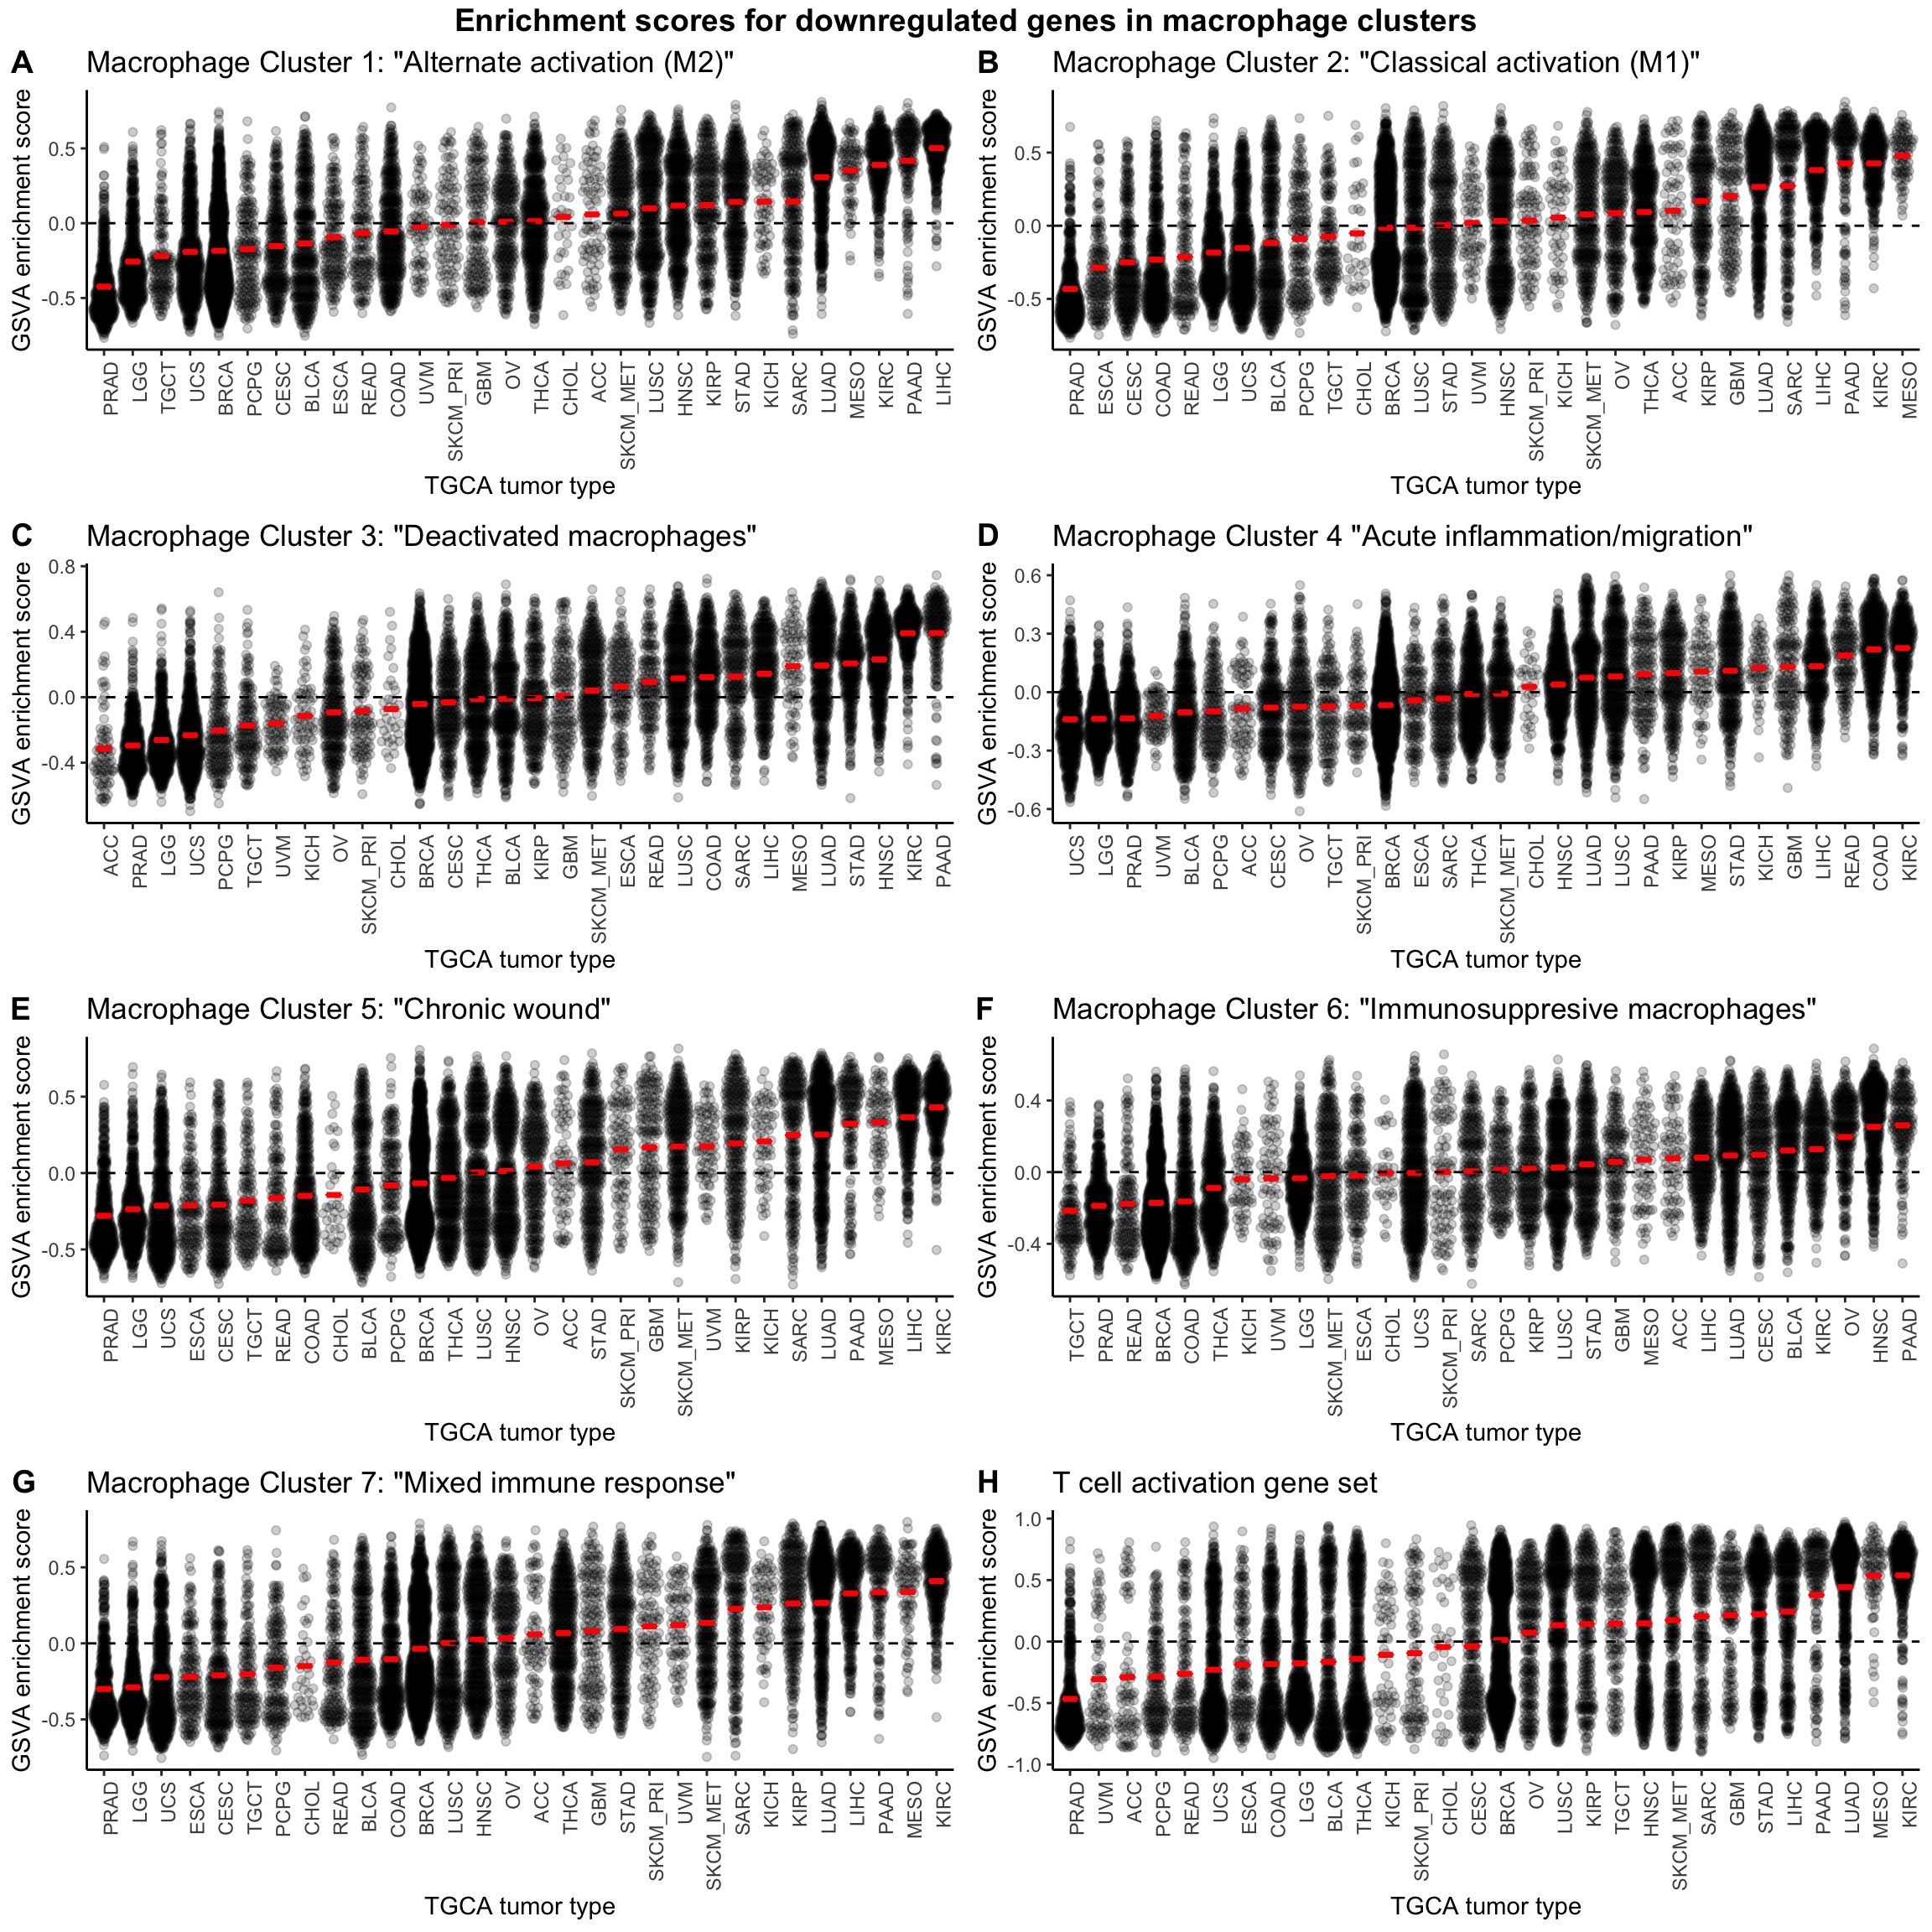 Enrichment scores for downregulated genes in macrophage clusters
A Macrophage Cluster 1: "Alternate activation (M2)"
GSVA enrichment score
0.5
0.0
-0.5
PRAD LGG TGCT UCS BRCA PCPG CESC BLCA ESCA READ COAD UVM SKCM_PRI GBM OV THCA CHOL ACC SKCM_MET LUSC HNSC KIRP STAD KICH SARC LUAD MESO KIRC PAAD LIHC
TGCA tumor type
B Macrophage Cluster 2: "Classical activation (M1)"
GSVA enrichment score
0.5
0.0
-0.5
PRAD ESCA CESC COAD READ LGG UCS BLCA PCPG TGCT CHOL BRCA LUSC STAD UVM HNSC SKCM_PRI KICH SKCM_MET OV THCA ACC KIRP GBM LUAD SARC LIHC PAAD KIRC MESO
TGCA tumor type
C Macrophage Cluster 3: "Deactivated macrophages"
GSVA enrichment score
0.8
0.4
0.0
-0.4
ACC PRAD LGG UCS PCPG TGCT UVM KICH OV SKCM_PRI CHOL BRCA CESC THCA BLCA KIRP GBM SKCM_MET ESCA READ LUSC COAD SARC LIHC MESO LUAD STAD HNSC KIRC PAAD
TGCA tumor type
D Macrophage Cluster 4 "Acute inflammation/migration"
GSVA enrichment score
0.6
0.3
0.0
-0.3
-0.6
UCS LGG PRAD UVM BLCA PCPG ACC CESC OV TGCT SKCM_PRI BRCA ESCA SARC THCA SKCM_MET CHOL HNSC LUAD LUSC PAAD KIRP MESO STAD KICH GBM LIHC READ COAD KIRC
TGCA tumor type
E Macrophage Cluster 5: "Chronic wound"
GSVA enrichment score
0.5
0.0
-0.5
PRAD LGG UCS ESCA CESC TGCT READ COAD CHOL BLCA PCPG BRCA THCA LUSC HNSC OV ACC STAD SKCM_PRI GBM SKCM_MET UVM KIRP KICH SARC LUAD PAAD MESO LIHC KIRC
TGCA tumor type
F Macrophage Cluster 6: "Immunosuppresive macrophages"
GSVA enrichment score
0.4
0.0
-0.4
TGCT PRAD READ BRCA COAD THCA KICH UVM LGG SKCM_MET ESCA CHOL UCS SKCM_PRI SARC PCPG KIRP LUSC STAD GBM MESO ACC LIHC LUAD CESC BLCA KIRC OV HNSC PAAD
TGCA tumor type
G Macrophage Cluster 7: "Mixed immune response"
GSVA enrichment score
0.5
0.0
-0.5
PRAD LGG UCS ESCA CESC TGCT PCPG CHOL READ BLCA COAD BRCA LUSC HNSC OV ACC THCA GBM STAD SKCM_PRI UVM SKCM_MET SARC KICH KIRP LUAD LIHC PAAD MESO KIRC
TGCA tumor type
H T cell activation gene set
GSVA enrichment score
1.0
0.5
0.0
-0.5
-1.0
PRAD UVM ACC PCPG READ UCS ESCA COAD LGG BLCA THCA KICH SKCM_PRI CHOL CESC BRCA OV LUSC KIRP TGCT HNSC SKCM_MET SARC GBM STAD LIHC PAAD LUAD MESO KIRC
TGCA tumor type